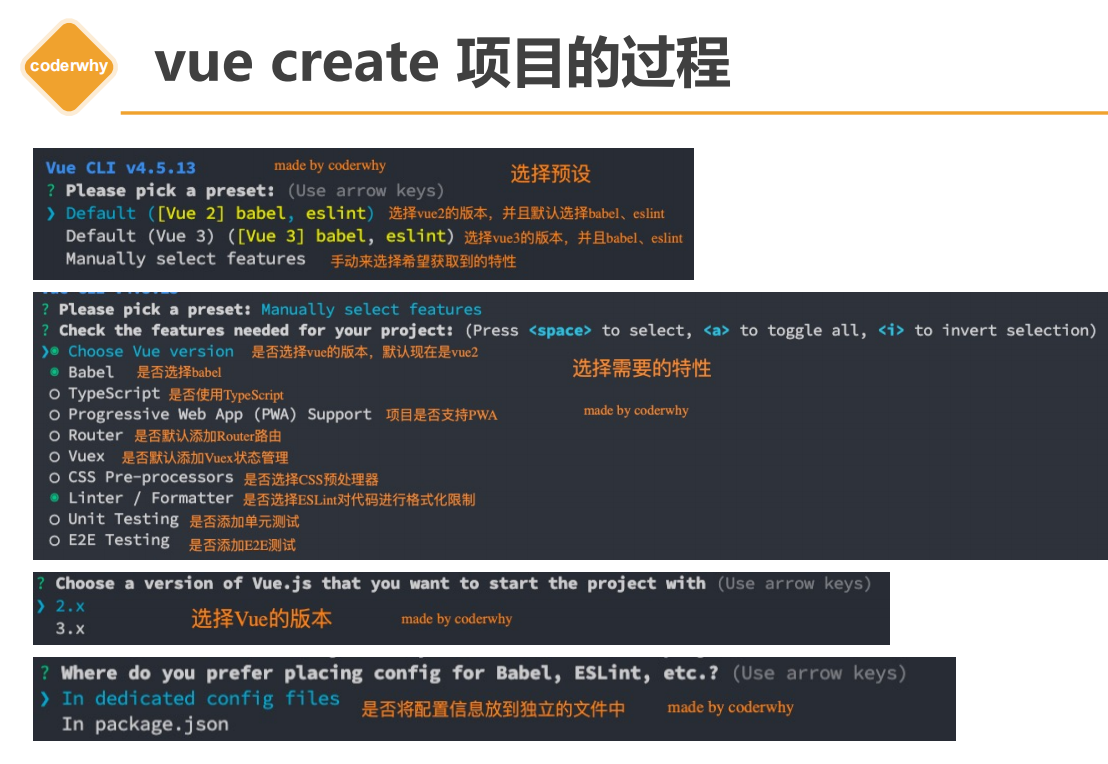 coderwhy
vue create 项目的过程
Vue CLI v4.5.13 made by coderwhy 选择预设
? Please pick a preset: (Use arrow keys)
❯ Default ([Vue 2] babel, eslint) 选择vue2的版本，并且默认选择babel、eslint
Default (Vue 3) ([Vue 3] babel, eslint) 选择vue3的版本，并且babel、eslint
Manually select features 手动来选择希望获取到的特性
? Please pick a preset: Manually select features
? Check the features needed for your project: (Press <space> to select, <a> to toggle all, <i> to invert selection)
❯◉ Choose Vue version 是否选择vue的版本，默认现在是vue2
◉ Babel 是否选择babel 选择需要的特性
◯ TypeScript 是否使用TypeScript
◯ Progressive Web App (PWA) Support 项目是否支持PWA made by coderwhy
◯ Router 是否默认添加Router路由
◯ Vuex 是否默认添加Vuex状态管理
◯ CSS Pre-processors 是否选择CSS预处理器
◉ Linter / Formatter 是否选择ESLint对代码进行格式化限制
◯ Unit Testing 是否添加单元测试
◯ E2E Testing 是否添加E2E测试
? Choose a version of Vue.js that you want to start the project with (Use arrow keys)
❯ 2.x
3.x 选择Vue的版本 made by coderwhy
? Where do you prefer placing config for Babel, ESLint, etc.? (Use arrow keys)
❯ In dedicated config files 是否将配置信息放到独立的文件中 made by coderwhy
In package.json